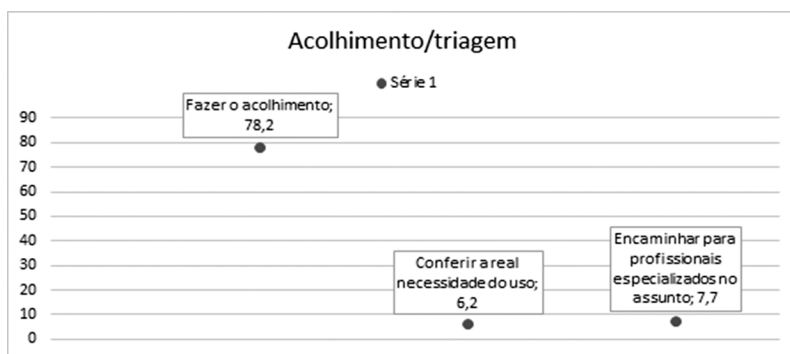 Acolhimento/triagem
Série 1
Fazer o acolhimento;
78,2
90
80
70
60
50
40
30
20
10
0
Conferir a real
necessidade do uso;
6,2
Encaminhar para
profissionais
especializados no
assunto; 7,7